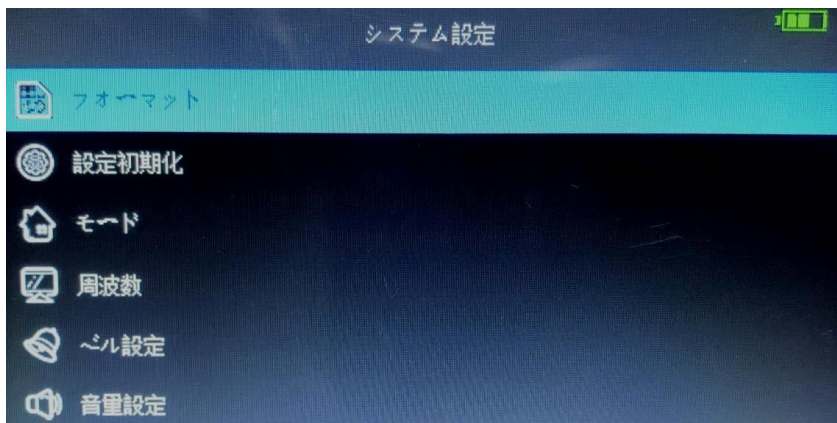 システム設定
フォーマット
設定初期化
モード
周波数
ベル設定
音量設定